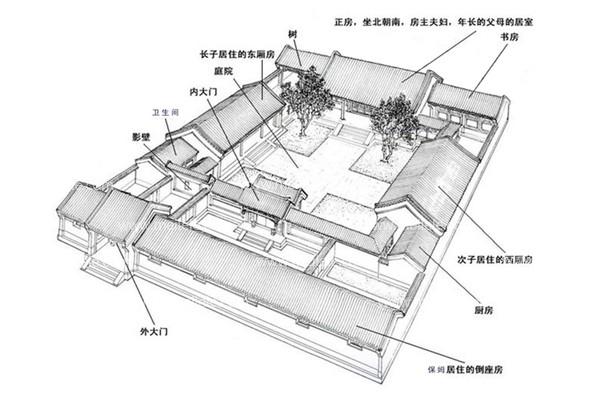 正房，坐北朝南，房主夫妇，年长的父母的居室
书房
树
长子居住的东厢房
庭院
内大门
卫生间
影壁
次子居住的西厢房
厨房
外大门
保姆居住的倒座房